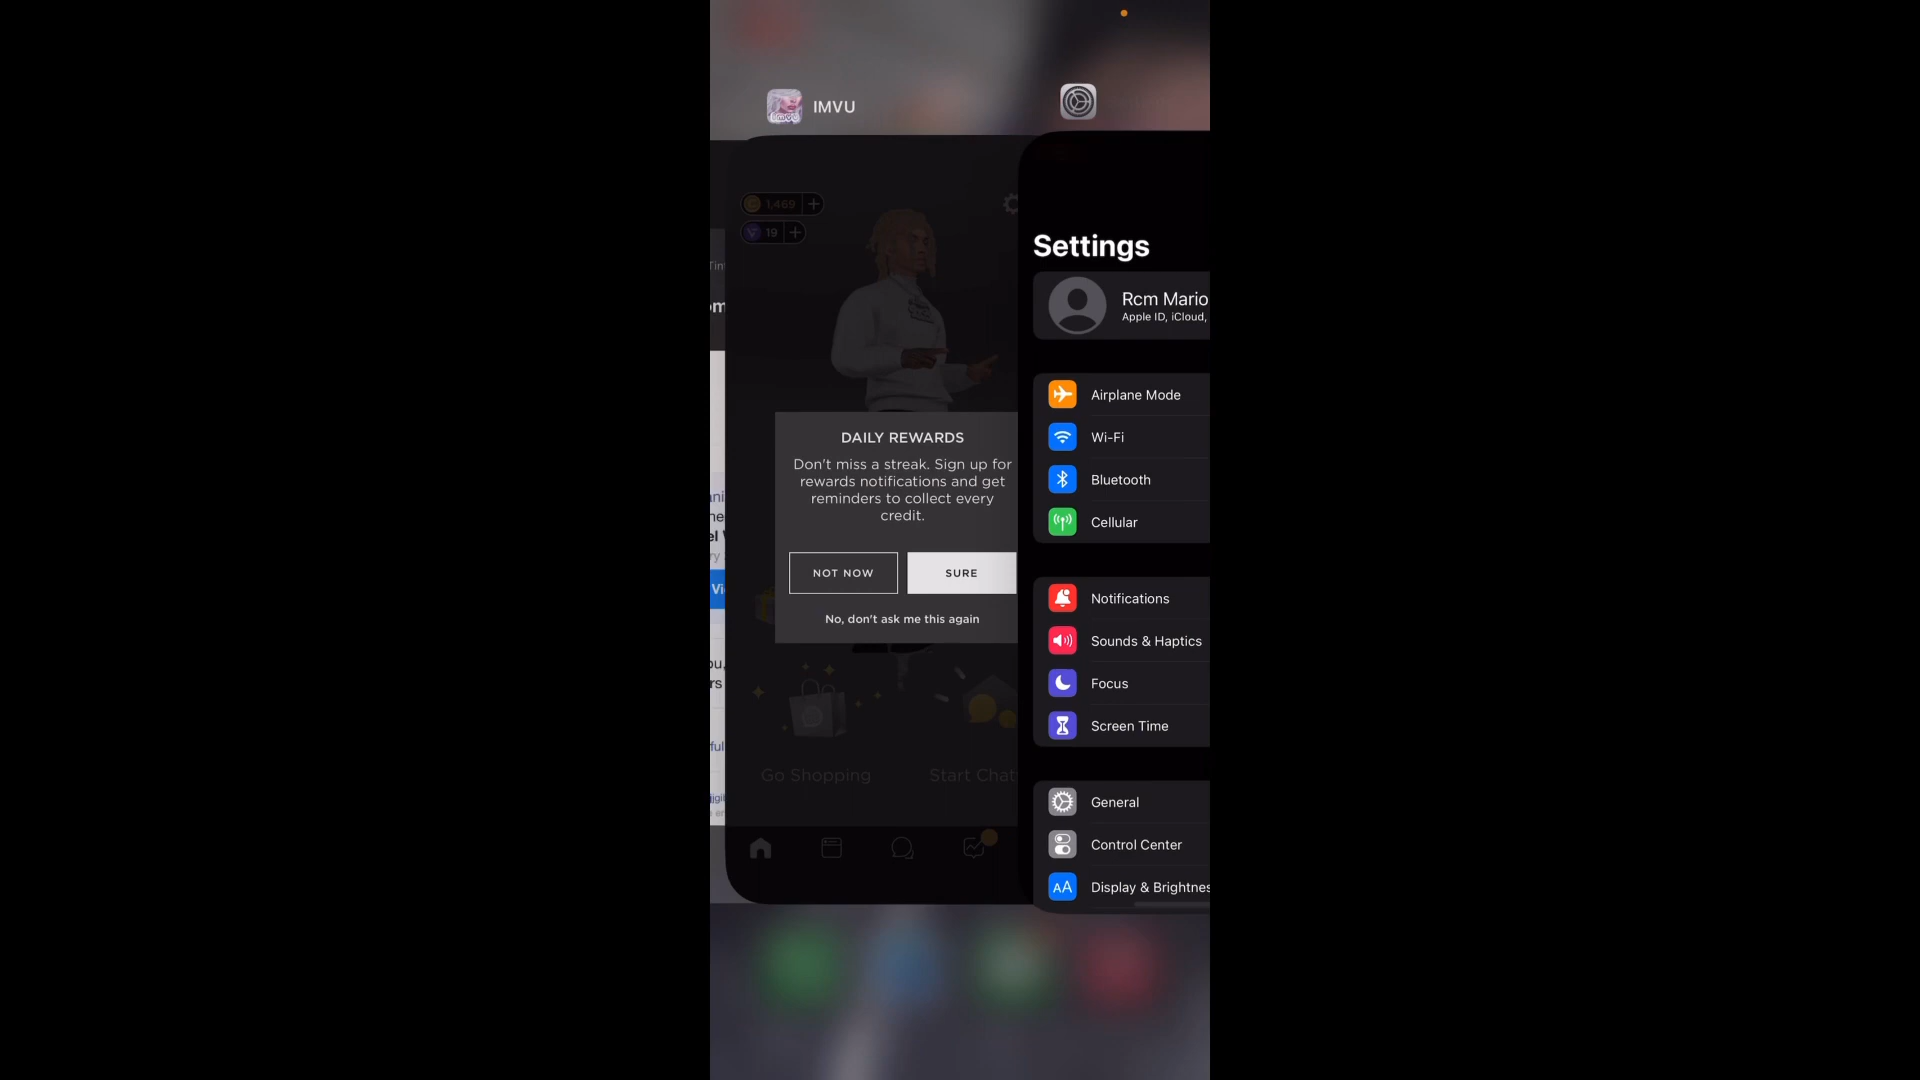 IMVU
1,469
19
Settings
Rcm Mario
Apple ID, iCloud,
Airplane Mode
Wi-Fi
Bluetooth
Cellular
DAILY REWARDS
Don't miss a streak. Sign up for
rewards notifications and get
reminders to collect every
credit.
NOT NOW
SURE
No, don't ask me this again
Notifications
Sounds & Haptics
Focus
Screen Time
Go Shopping
Start Chat
General
Control Center
Display & Brightnes
AA